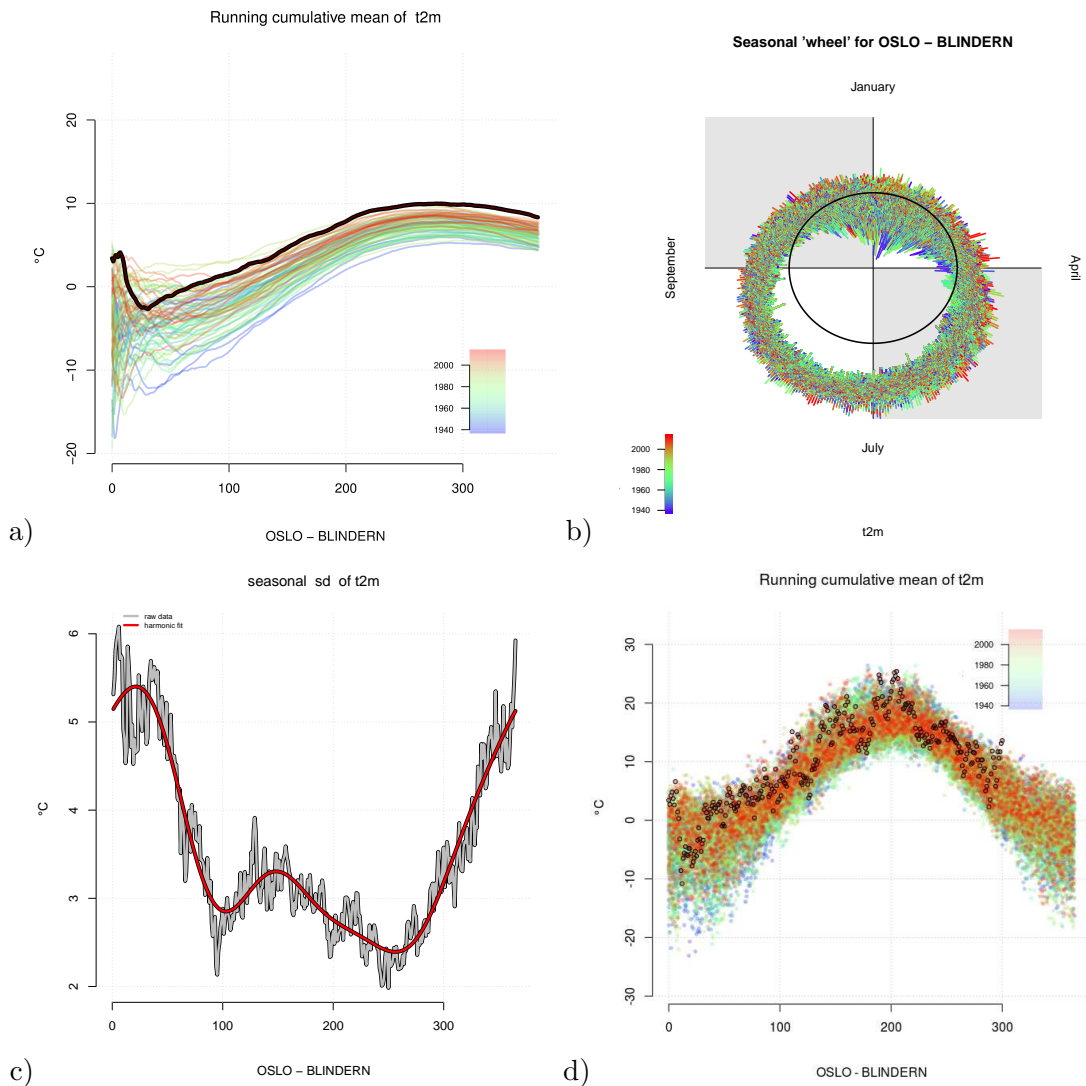 Running cumulative mean of t2m
°C
20
10
0
−10
−20
0
100
200
300
2000
1980
1960
1940
OSLO − BLINDERN
a)
Seasonal 'wheel' for OSLO − BLINDERN
January
September
April
July
2000
1980
1960
1940
t2m
b)
seasonal sd of t2m
raw data
harmonic fit
°C
6
5
4
3
2
0
100
200
300
OSLO − BLINDERN
c)
Running cumulative mean of t2m
°C
30
20
10
0
-10
-20
-30
0
100
200
300
2000
1980
1960
1940
OSLO - BLINDERN
d)